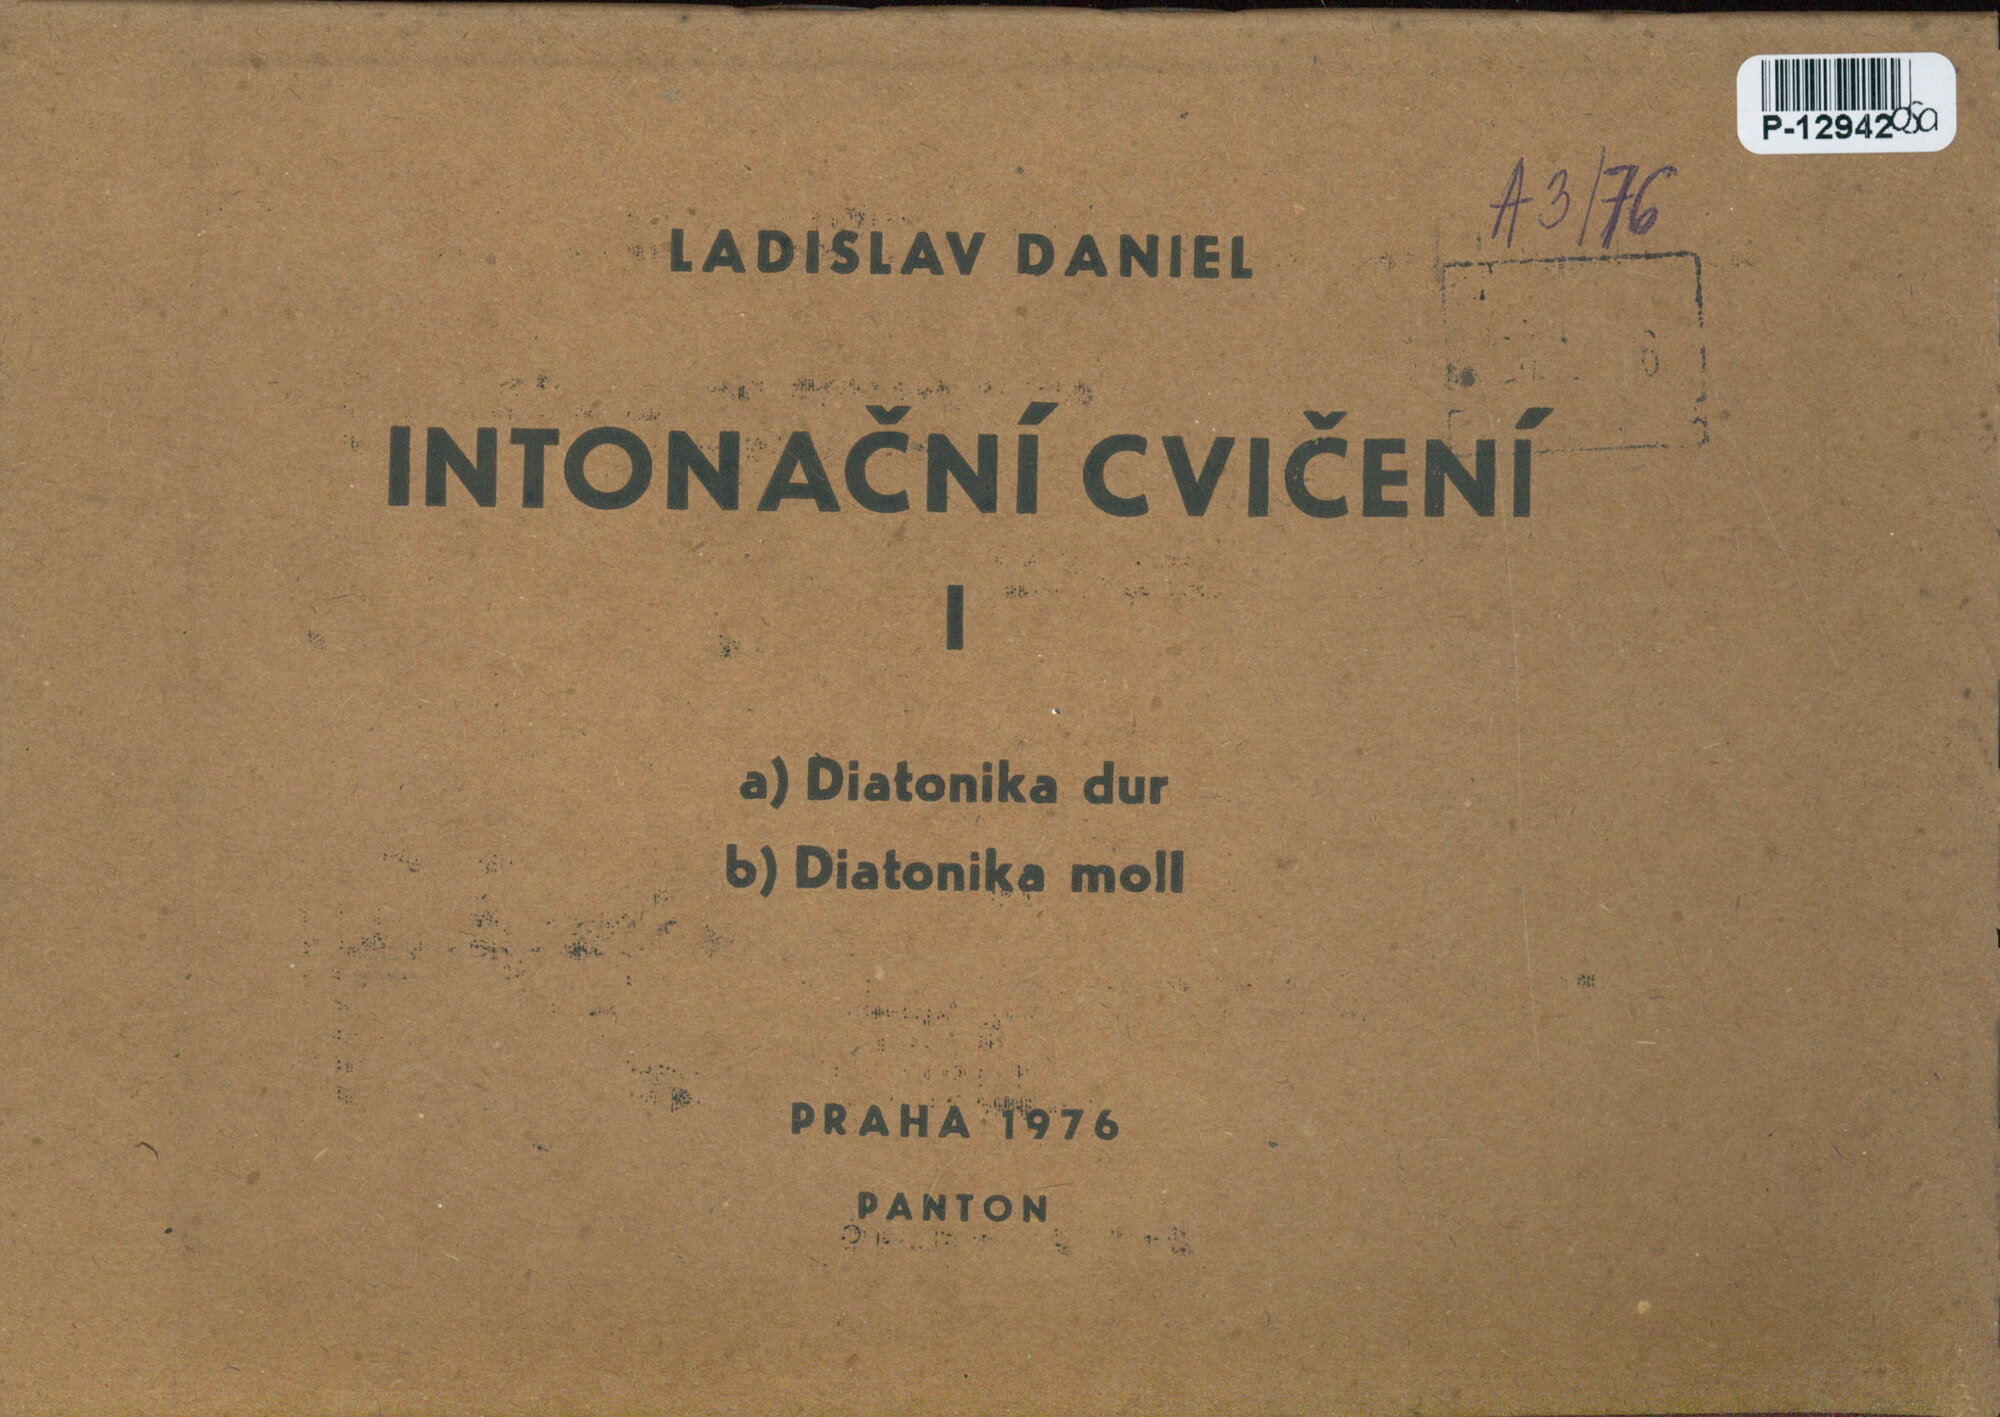 P-12942
A3/76
LADISLAV DANIEL
INTONAČNÍ CVIČENÍ
I
a) Diatonika dur
b) Diatonika moll
PRAHA 1976
PANTON